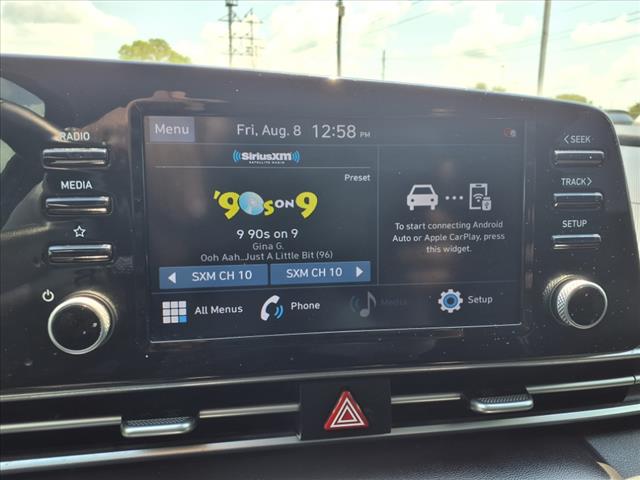 RADIO
MEDIA
Menu
Fri, Aug. 8 12:58 PM
SiriusXM
SATELLITE RADIO
Preset
'90s ON 9
9 90s on 9
Gina G.
Ooh Aah..Just A Little Bit (96)
SXM CH 10
SXM CH 10
To start connecting Android
Auto or Apple CarPlay, press
this widget.
All Menus
Phone
Media
Setup
< SEEK
TRACK >
SETUP